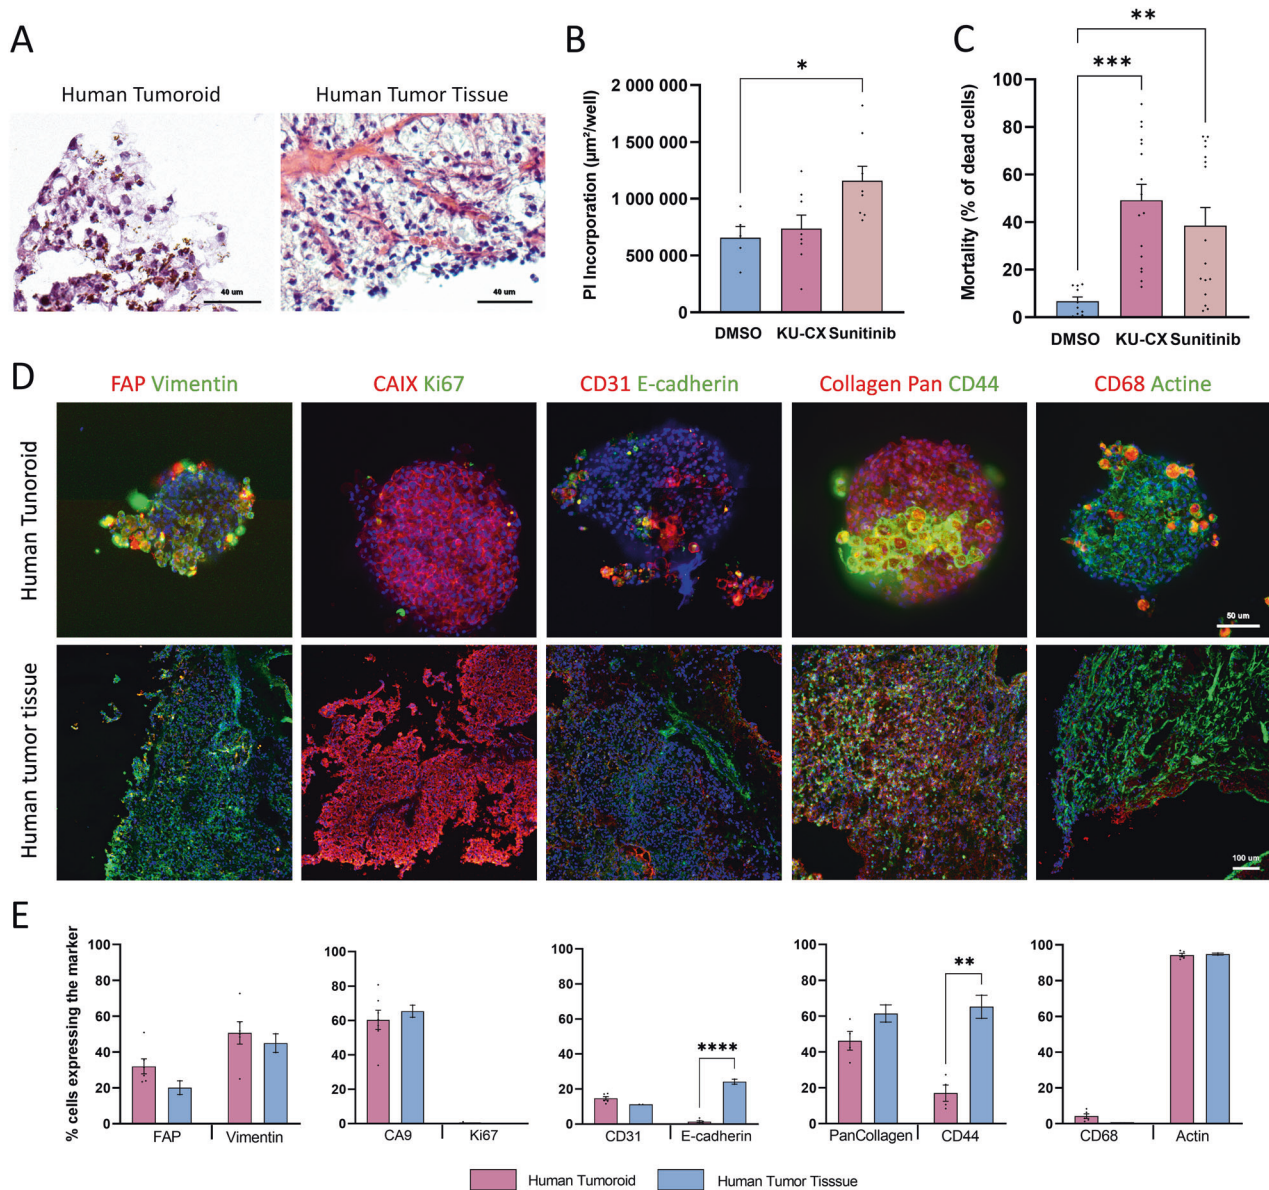 A
Human Tumoroid
Human Tumor Tissue
40 um
40 um
B
*
PI Incorporation (µm²/well)
2 000 000
1 500 000
1 000 000
500 000
0
DMSO
KU-CX
Sunitinib
C
**
***
Mortality (% of dead cells)
100
80
60
40
20
0
DMSO
KU-CX
Sunitinib
D
FAP Vimentin
CAIX Ki67
CD31 E-cadherin
Collagen Pan CD44
CD68 Actine
Human Tunoroid
50 um
Human tumor tissue
100 um
E
% cells expressing the marker
100
80
60
40
20
0
FAP
Vimentin
100
80
60
40
20
0
CA9
Ki67
100
80
60
40
20
0
****
CD31
E-cadherin
100
80
60
40
20
0
**
PanCollagen
CD44
100
80
60
40
20
0
CD68
Actin
Human Tumoroid
Human Tumor Tisssue